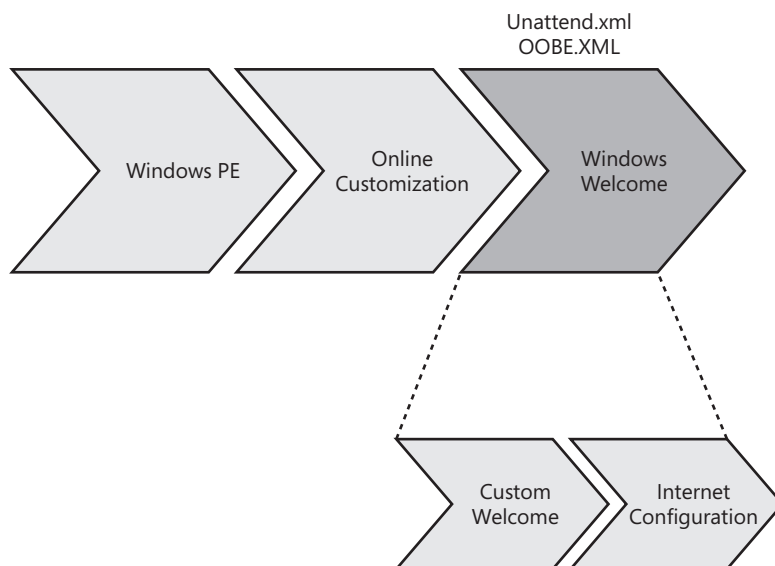 Unattend.xml
OOBE.XML
Windows PE
Online
Customization
Windows
Welcome
Custom
Welcome
Internet
Configuration